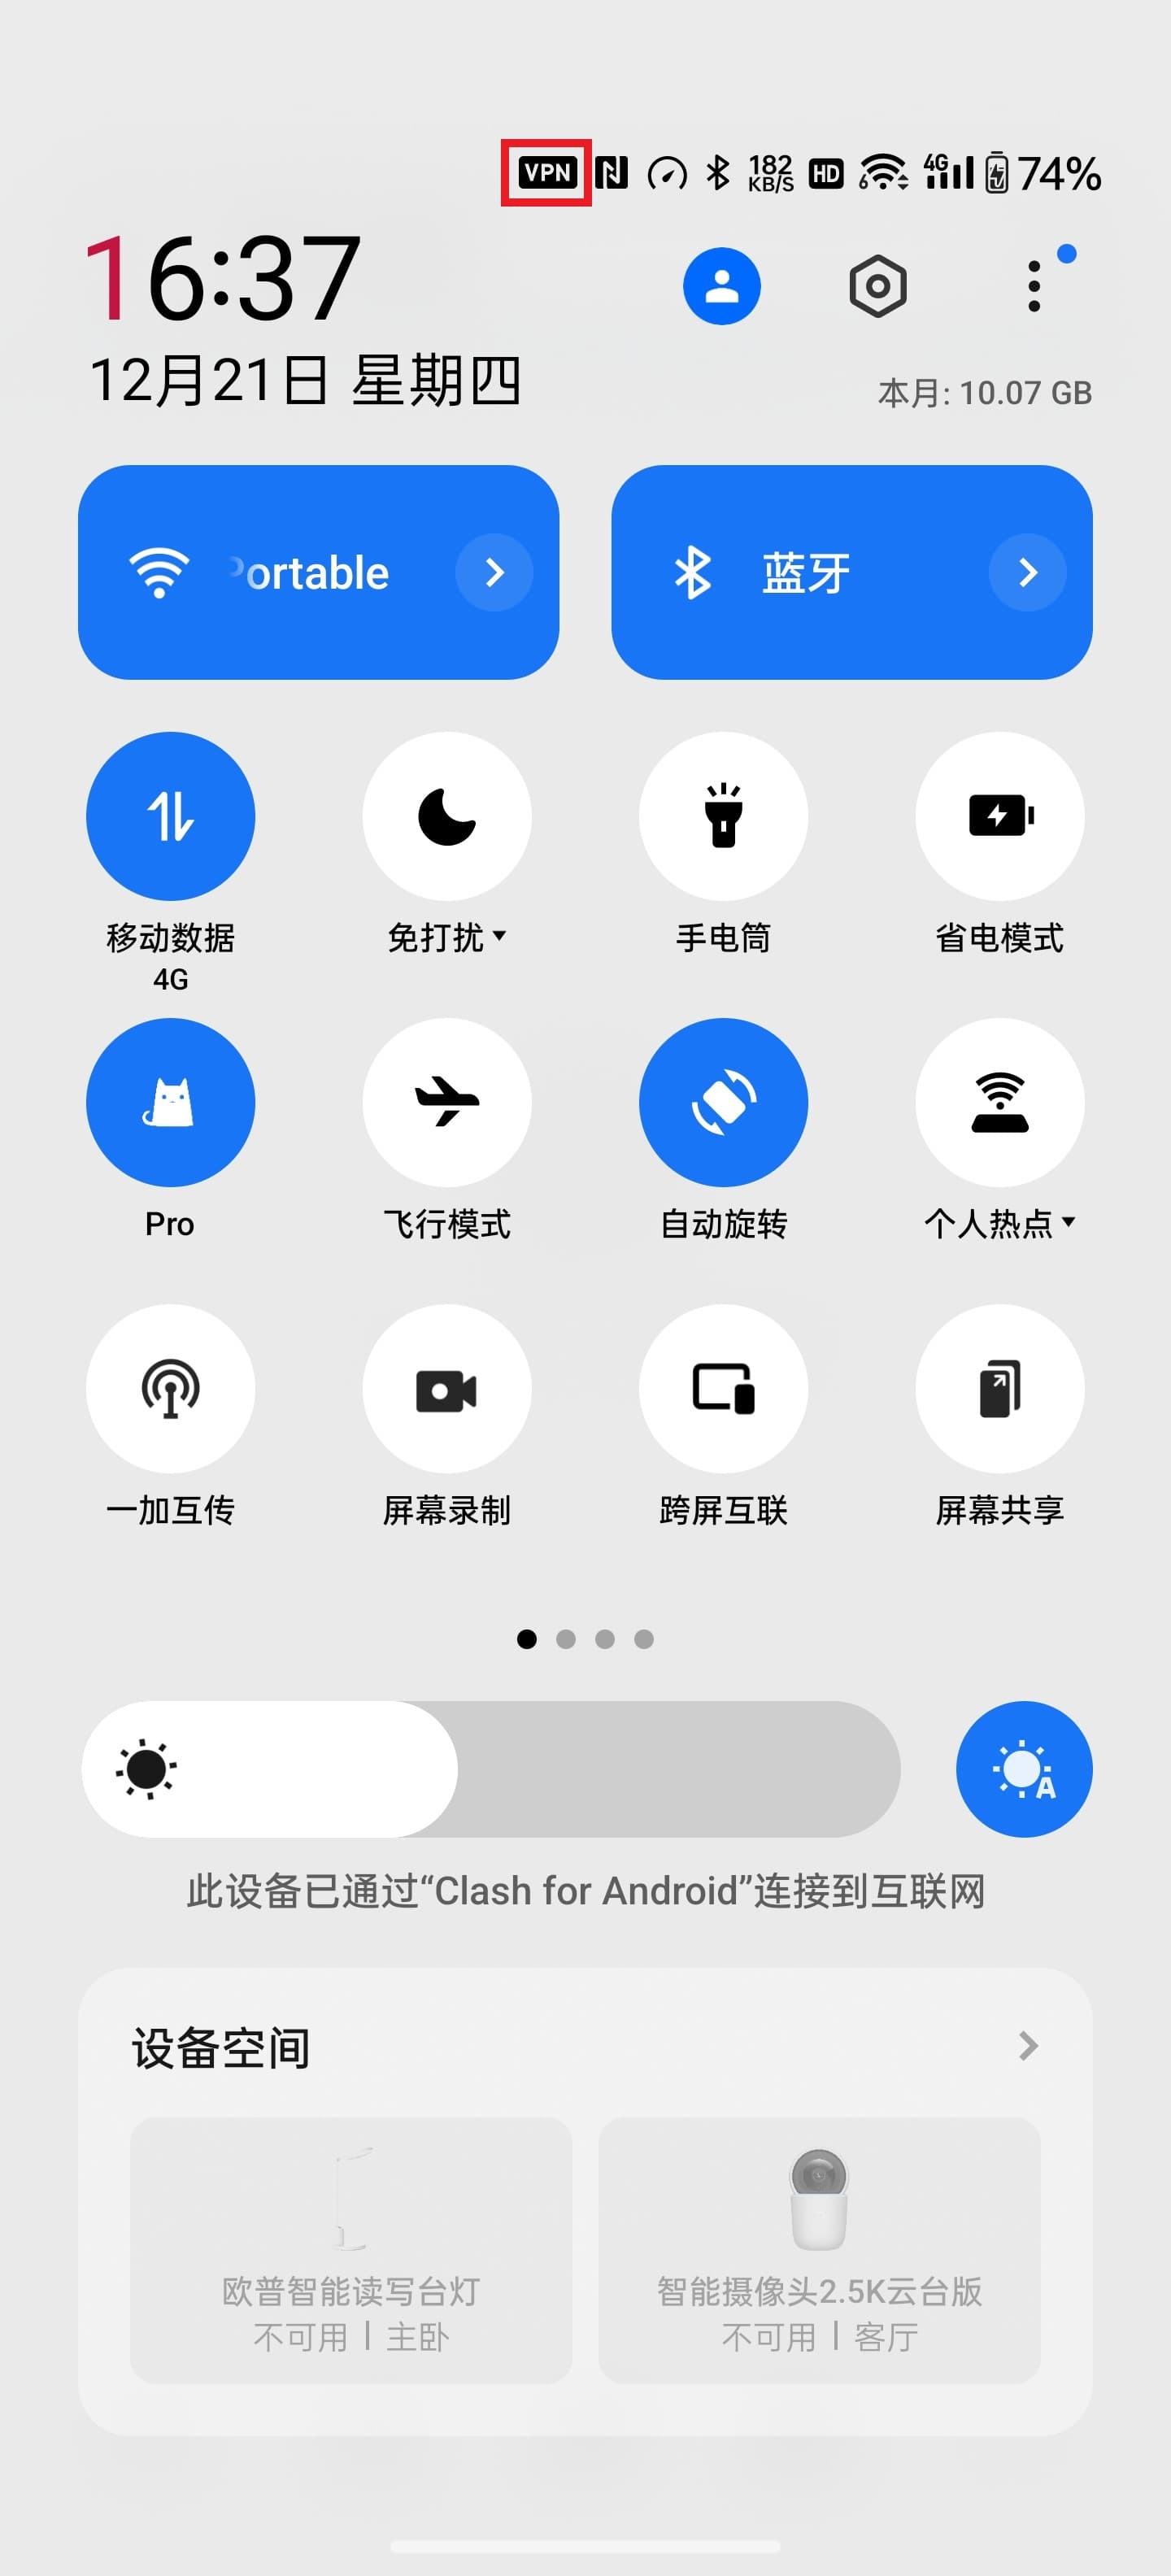 VPN 182 KB/S HD 6 4G 74%
16:37
12月21日 星期四
本月: 10.07 GB
ortable
蓝牙
移动数据
4G
免打扰
手电筒
省电模式
Pro
飞行模式
自动旋转
个人热点
一加互传
屏幕录制
跨屏互联
屏幕共享
A
此设备已通过“Clash for Android”连接到互联网
设备空间
欧普智能读写台灯
不可用 | 主卧
智能摄像头2.5K云台版
不可用 | 客厅